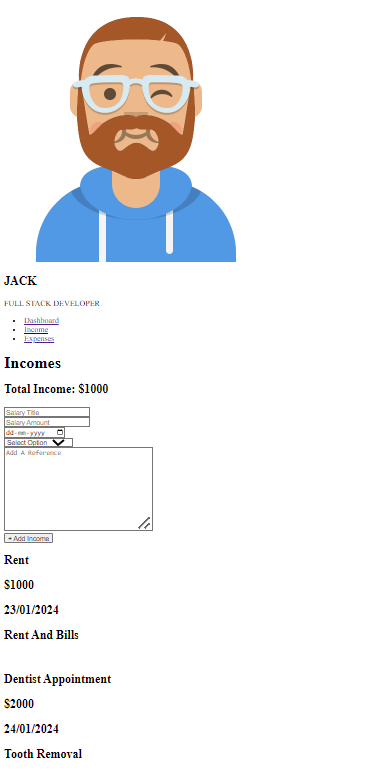 JACK
FULL STACK DEVELOPER
Dashboard
Income
Expenses
Incomes
Total Income: $1000
Salary Title
Salary Amount
dd-mm-yyyy
Select Option
Add A Reference
+ Add Income
Rent
$1000
23/01/2024
Rent And Bills
Dentist Appointment
$2000
24/01/2024
Tooth Removal